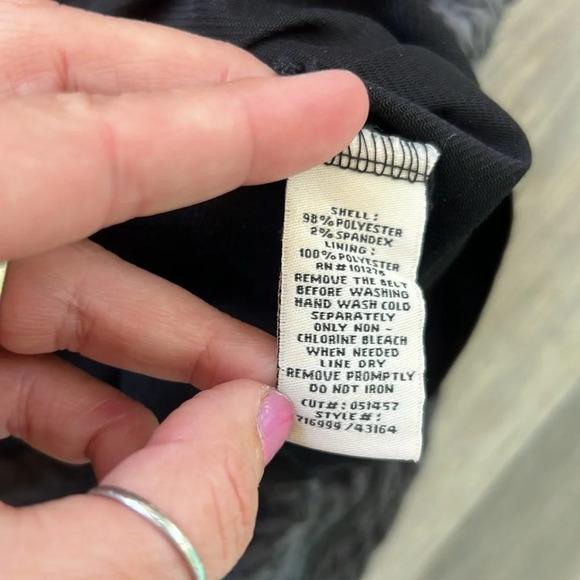 SHELL:
98% POLYESTER
2% SPANDEX
LINING:
100% POLYESTER
RN # 101278
REMOVE THE BELT
BEFORE WASHING
HAND WASH COLD
SEPARATELY
ONLY NON-
CHLORINE BLEACH
WHEN NEEDED
LINE DRY
REMOVE PROMPTLY
DO NOT IRON
CUT#: 051457
STYLE#:
716999/43164